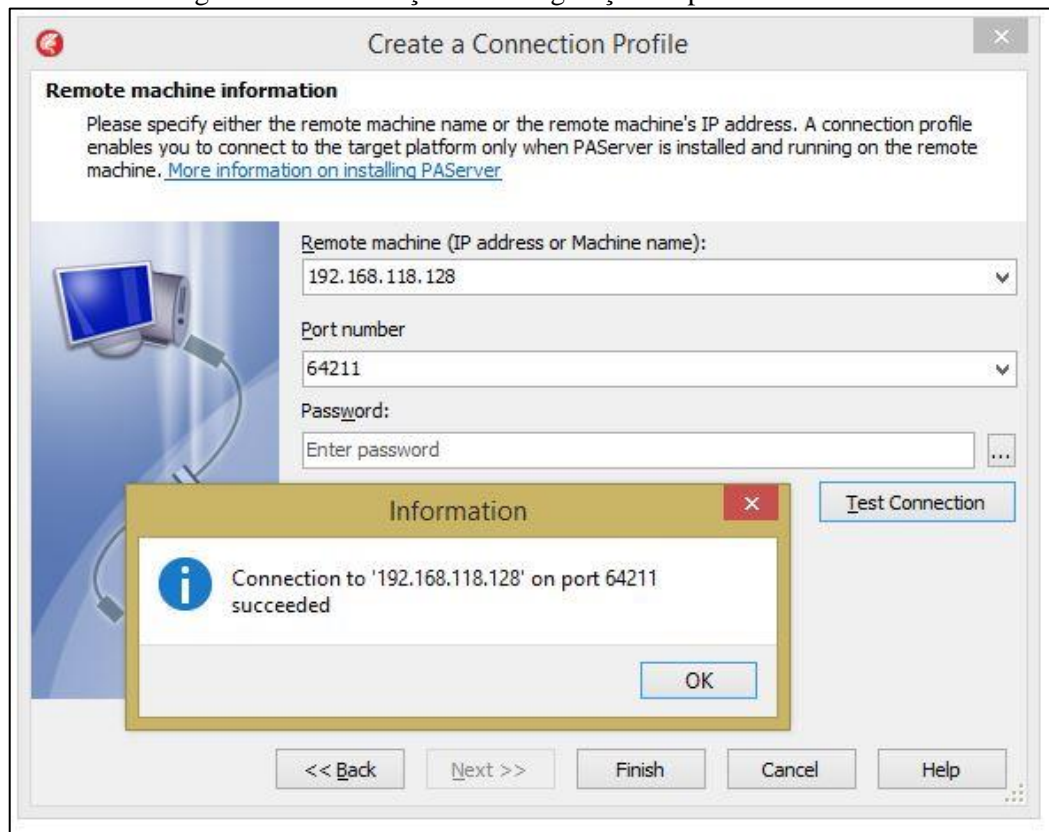 Create a Connection Profile
Remote machine information
Please specify either the remote machine name or the remote machine's IP address. A connection profile
enables you to connect to the target platform only when PAServer is installed and running on the remote
machine. More information on installing PAServer
Remote machine (IP address or Machine name):
192.168.118.128
Port number
64211
Password:
Enter password
...
Test Connection
Information
Connection to '192.168.118.128' on port 64211
succeeded
OK
<< Back
Next >>
Finish
Cancel
Help